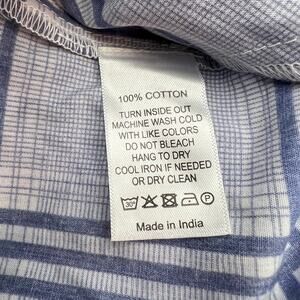 100% COTTON
TURN INSIDE OUT
MACHINE WASH COLD
WITH LIKE COLORS
DO NOT BLEACH
HANG TO DRY
COOL IRON IF NEEDED
OR DRY CLEAN
30°
P
Made in India